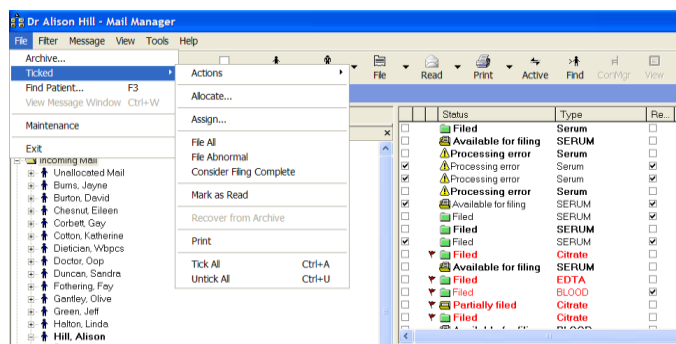 Dr Alison Hill - Mail Manager
File Filter Message View Tools Help
Archive...
Ticked
Find Patient... F3
View Message Window Ctrl+W
Maintenance
Exit
Actions
Allocate...
Assign...
File All
File Abnormal
Consider Filing Complete
Mark as Read
Recover from Archive
Print
Tick All Ctrl+A
Untick All Ctrl+U
File Read Print Active Find ConMgr View
Incoming Mail
Unallocated Mail
Burns, Jayne
Burton, David
Chesnut, Eileen
Corbett, Gay
Cotton, Katherine
Dietician, Wbpcs
Doctor, Oop
Duncan, Sandra
Fothering, Fay
Gantley, Olive
Green, Jeff
Halton, Linda
Hill, Alison
Status Type Re...
Filed Serum
Available for filing SERUM
Processing error Serum
Processing error Serum
Processing error Serum
Processing error Serum
Available for filing SERUM
Filed SERUM
Filed SERUM
Filed SERUM
Filed Citrate
Available for filing SERUM
Filed EDTA
Filed BLOOD
Partially filed Citrate
Filed Citrate